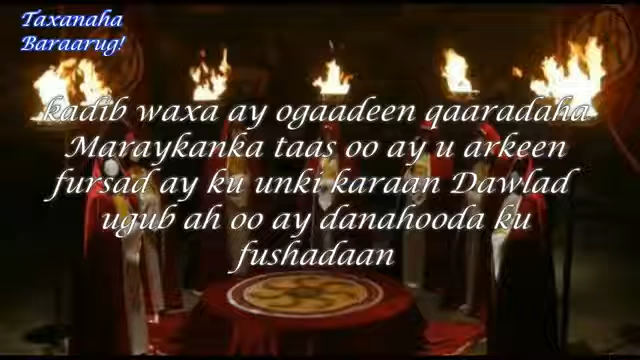 Taxanaha
Baraarug!
kadib waxa ay ogaadeen qaaradaha
Maraykanka taas oo ay u arkeen
fursad ay ku unki karaan Dawlad
ugub ah oo ay danahooda ku
fushadaan